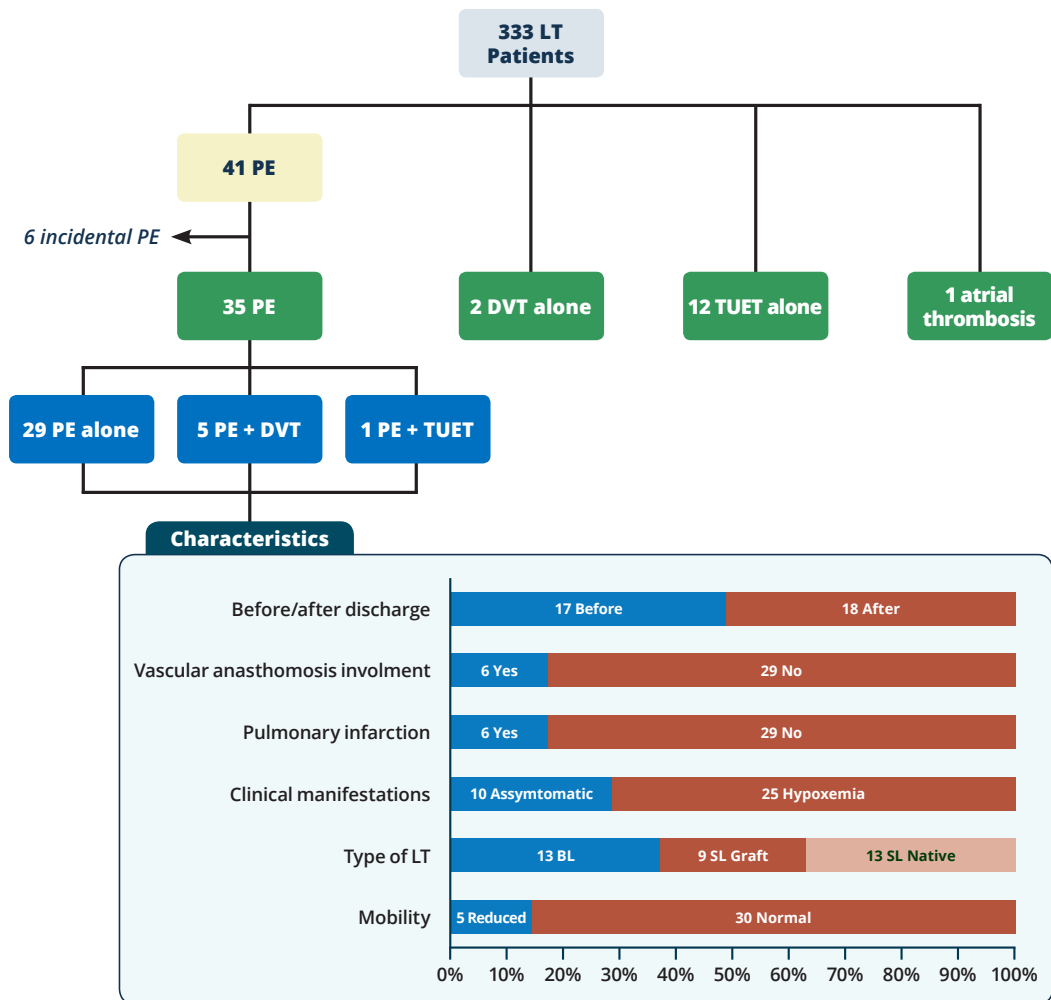 333 LT
Patients
41 PE
6 incidental PE
35 PE
2 DVT alone
12 TUET alone
1 atrial
thrombosis
29 PE alone
5 PE + DVT
1 PE + TUET
Characteristics
Before/after discharge
17 Before
18 After
Vascular anasthomosis involment
6 Yes
29 No
Pulmonary infarction
6 Yes
29 No
Clinical manifestations
10 Assymtomatic
25 Hypoxemia
Type of LT
13 BL
9 SL Graft
13 SL Native
Mobility
5 Reduced
30 Normal
0% 10% 20% 30% 40% 50% 60% 70% 80% 90% 100%